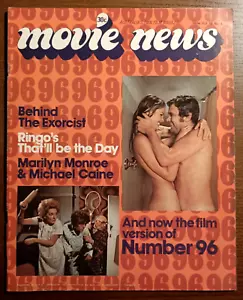 30c
movie news
Behind
The Exorcist
Ringo's
That'll be the Day
Marilyn Monroe
& Michael Caine
And now the film
version of
Number 96